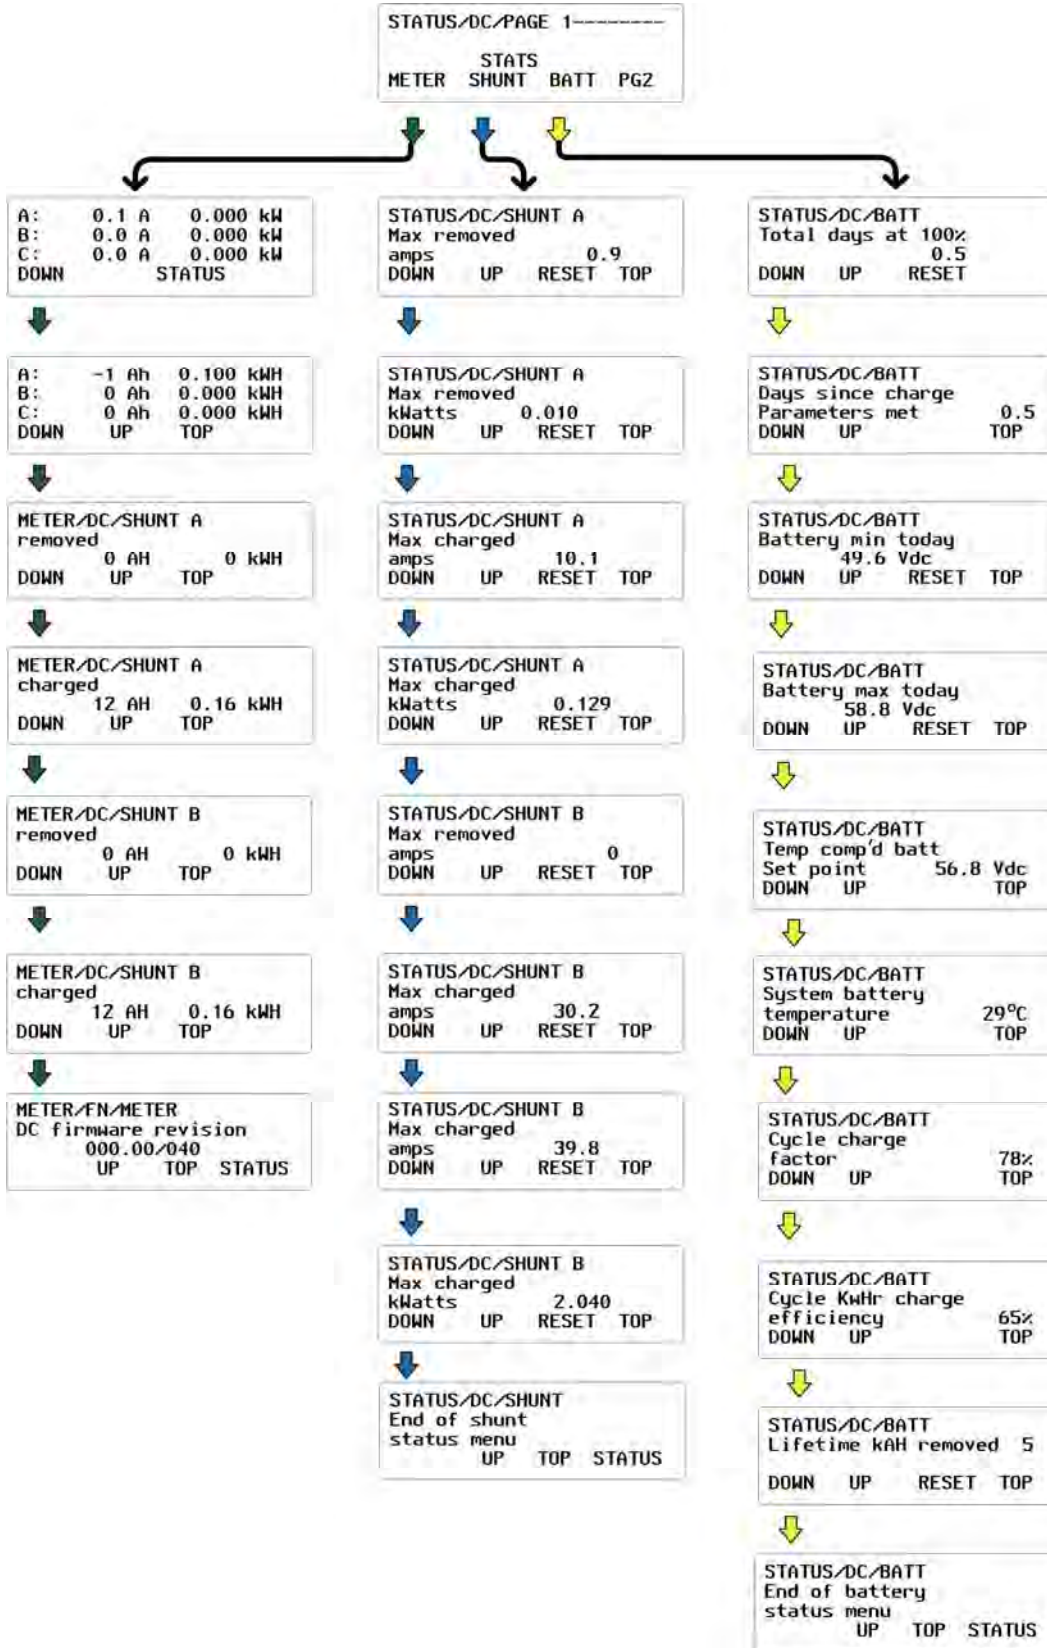 STATUS/DC/PAGE 1--------
STATS
METER SHUNT BATT PG2
A: 0.1 A 0.000 kW
B: 0.0 A 0.000 kW
C: 0.0 A 0.000 kW
DOWN STATUS
A: -1 Ah 0.100 kWH
B: 0 Ah 0.000 kWH
C: 0 Ah 0.000 kWH
DOWN UP TOP
METER/DC/SHUNT A
removed
0 AH 0 kWH
DOWN UP TOP
METER/DC/SHUNT A
charged
12 AH 0.16 kWH
DOWN UP TOP
METER/DC/SHUNT B
removed
0 AH 0 kWH
DOWN UP TOP
METER/DC/SHUNT B
charged
12 AH 0.16 kWH
DOWN UP TOP
METER/FN/METER
DC firmware revision
000.00/040
UP TOP STATUS
STATUS/DC/SHUNT A
Max removed
amps 0.9
DOWN UP RESET TOP
STATUS/DC/SHUNT A
Max removed
kWatts 0.010
DOWN UP RESET TOP
STATUS/DC/SHUNT A
Max charged
amps 10.1
DOWN UP RESET TOP
STATUS/DC/SHUNT A
Max charged
kWatts 0.129
DOWN UP RESET TOP
STATUS/DC/SHUNT B
Max removed
amps 0
DOWN UP RESET TOP
STATUS/DC/SHUNT B
Max charged
amps 30.2
DOWN UP RESET TOP
STATUS/DC/SHUNT B
Max charged
amps 39.8
DOWN UP RESET TOP
STATUS/DC/SHUNT B
Max charged
kWatts 2.040
DOWN UP RESET TOP
STATUS/DC/SHUNT
End of shunt
status menu
UP TOP STATUS
STATUS/DC/BATT
Total days at 100%
0.5
DOWN UP RESET
STATUS/DC/BATT
Days since charge
Parameters met 0.5
DOWN UP TOP
STATUS/DC/BATT
Battery min today
49.6 Vdc
DOWN UP RESET TOP
STATUS/DC/BATT
Battery max today
58.8 Vdc
DOWN UP RESET TOP
STATUS/DC/BATT
Temp comp'd batt
Set point 56.8 Vdc
DOWN UP TOP
STATUS/DC/BATT
System battery
temperature 29°C
DOWN UP TOP
STATUS/DC/BATT
Cycle charge
factor 78%
DOWN UP TOP
STATUS/DC/BATT
Cycle KwHr charge
efficiency 65%
DOWN UP TOP
STATUS/DC/BATT
Lifetime kAH removed 5
DOWN UP RESET TOP
STATUS/DC/BATT
End of battery
status menu
UP TOP STATUS